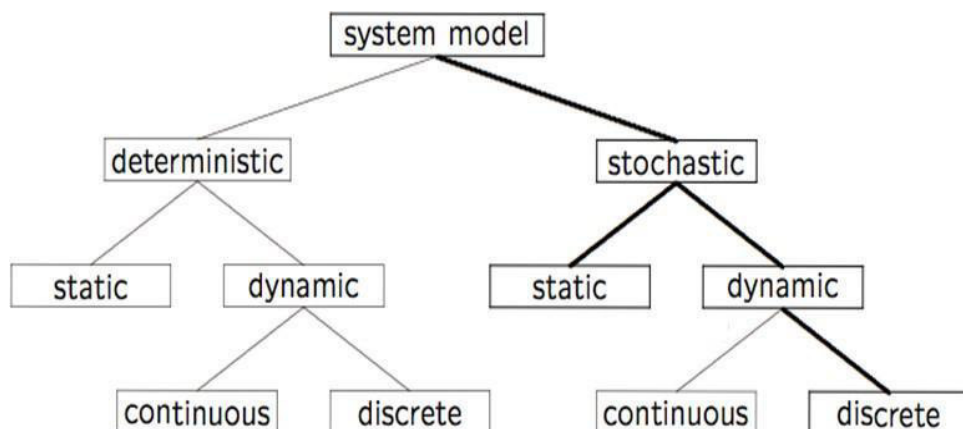 system model
deterministic
stochastic
static
dynamic
static
dynamic
continuous
discrete
continuous
discrete